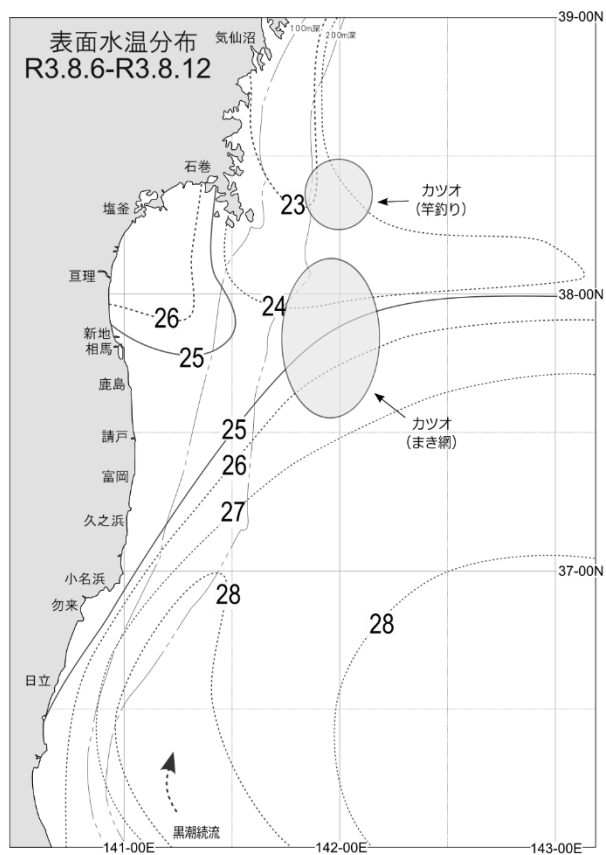 39-00N
表面水温分布
R3.8.6-R3.8.12
気仙沼
100m深
200m深
石巻
塩釜
23
カツオ
(竿釣り)
亘理
38-00N
24
26
新地
25
相馬
鹿島
カツオ
(まき網)
25
請戸
26
富岡
27
久之浜
37-00N
小名浜
28
勿来
28
日立
黒潮続流
141-00E
142-00E
143-00E